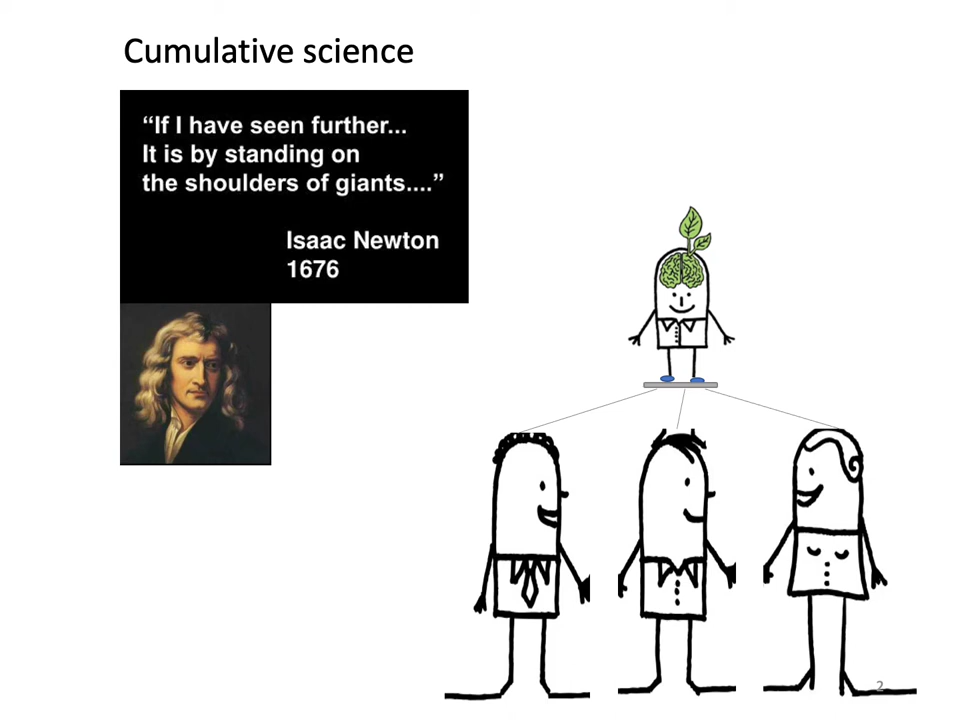 Cumulative science
“If I have seen further...
It is by standing on
the shoulders of giants....”
Isaac Newton
1676
2